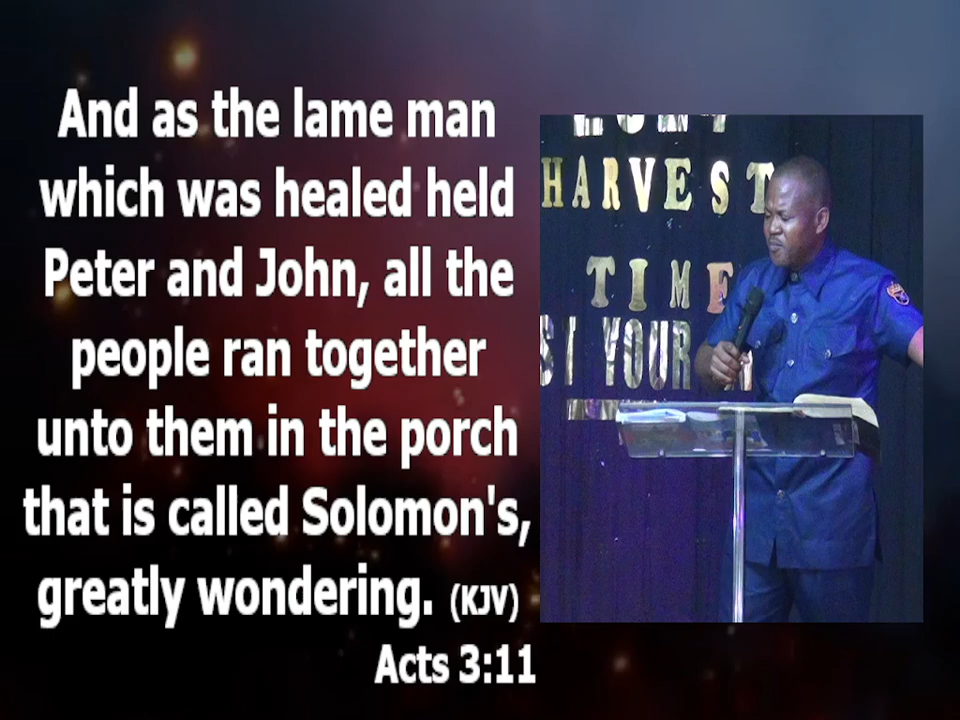 And as the lame man
which was healed held
Peter and John, all the
people ran together
unto them in the porch
that is called Solomon's,
greatly wondering. (KJV)
Acts 3:11
HARVEST
TIME
YOUR